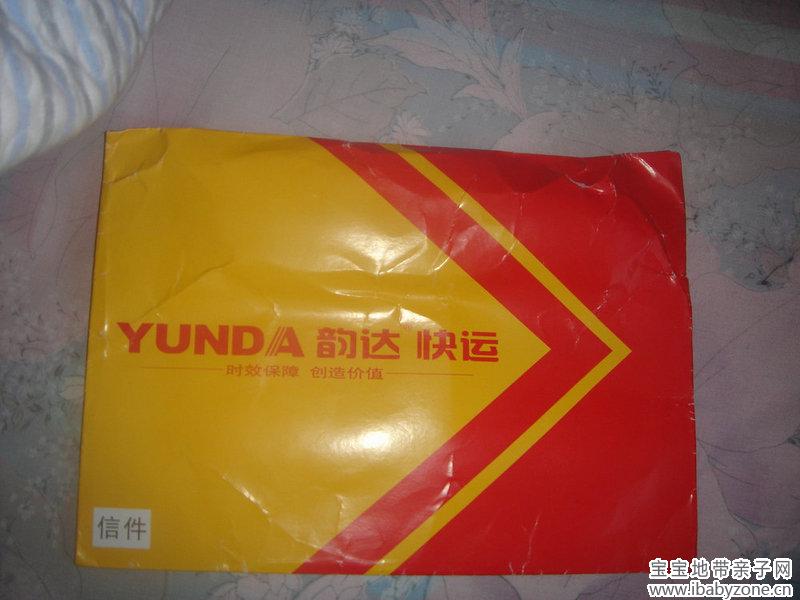 YUNDA 韵达 快运
时效保障 创造价值
信件
宝宝地带亲子网
www.ibabyzone.cn